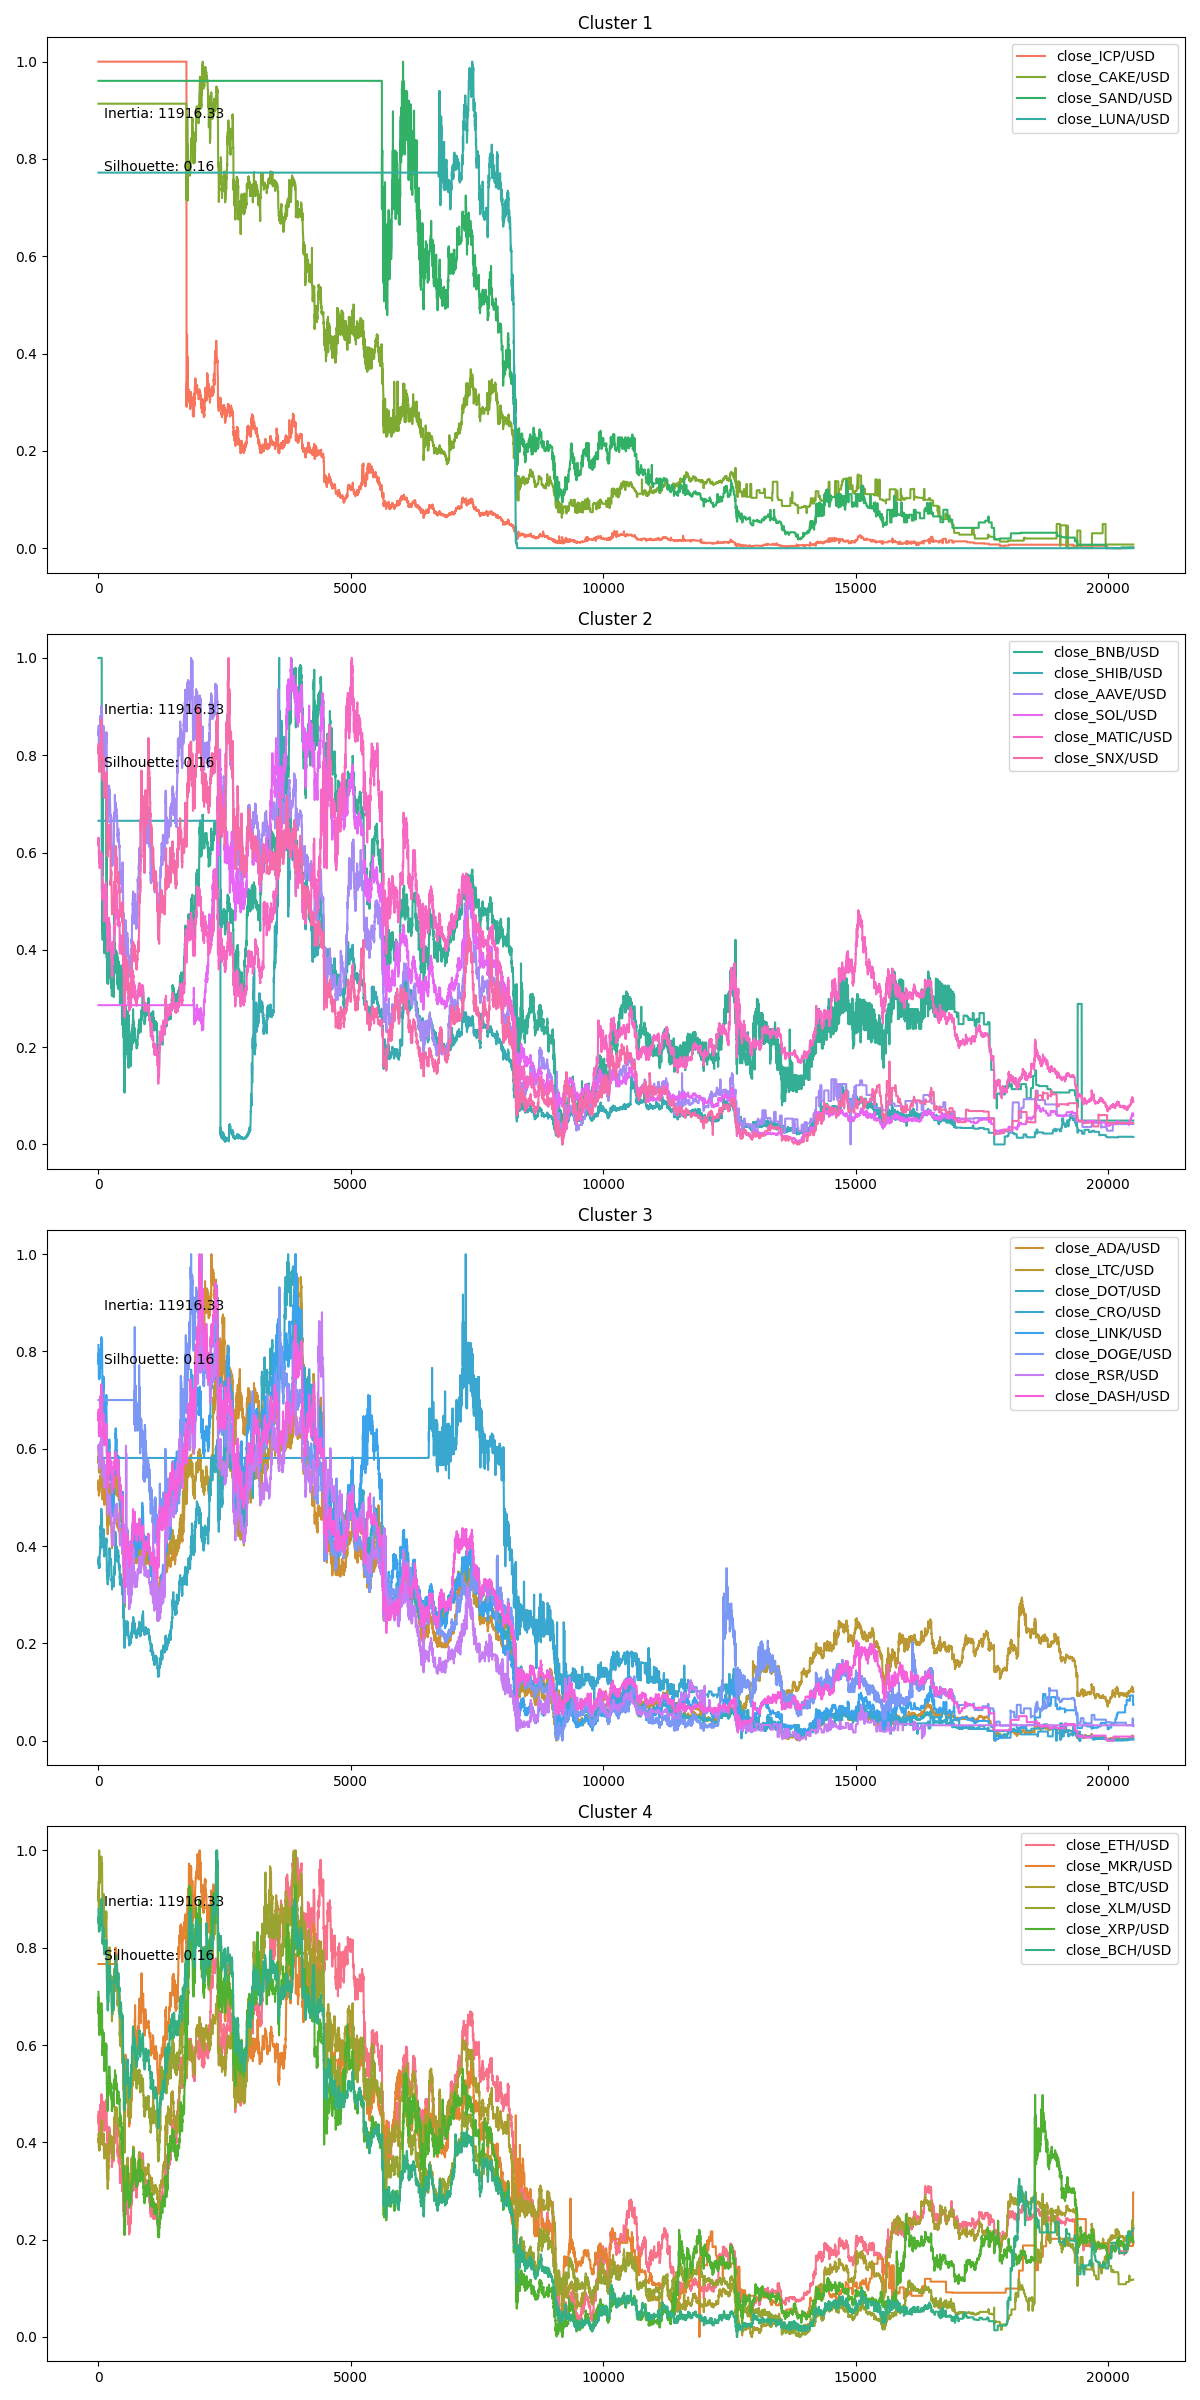 Cluster 1
1.0
0.8
0.6
0.4
0.2
0.0
Inertia: 11916.33
Silhouette: 0.16
close_ICP/USD
close_CAKE/USD
close_SAND/USD
close_LUNA/USD
0 5000 10000 15000 20000
Cluster 2
1.0
0.8
0.6
0.4
0.2
0.0
Inertia: 11916.33
Silhouette: 0.16
close_BNB/USD
close_SHIB/USD
close_AAVE/USD
close_SOL/USD
close_MATIC/USD
close_SNX/USD
0 5000 10000 15000 20000
Cluster 3
1.0
0.8
0.6
0.4
0.2
0.0
Inertia: 11916.33
Silhouette: 0.16
close_ADA/USD
close_LTC/USD
close_DOT/USD
close_CRO/USD
close_LINK/USD
close_DOGE/USD
close_RSR/USD
close_DASH/USD
0 5000 10000 15000 20000
Cluster 4
1.0
0.8
0.6
0.4
0.2
0.0
Inertia: 11916.33
Silhouette: 0.16
close_ETH/USD
close_MKR/USD
close_BTC/USD
close_XLM/USD
close_XRP/USD
close_BCH/USD
0 5000 10000 15000 20000